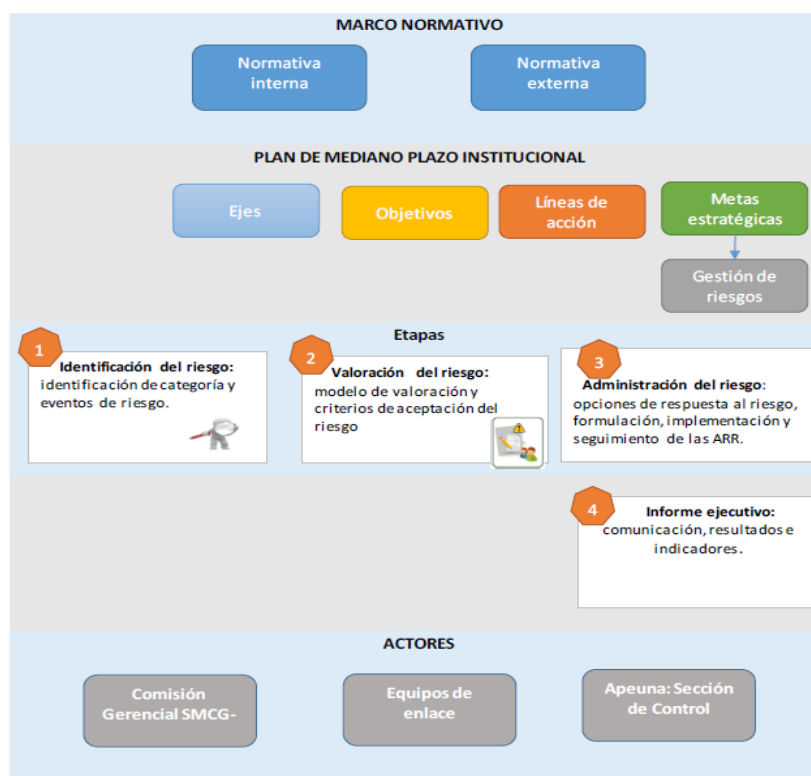 MARCO NORMATIVO
Normativa
interna
Normativa
externa
PLAN DE MEDIANO PLAZO INSTITUCIONAL
Ejes
Objetivos
Líneas de
acción
Metas
estratégicas
Gestión de
riesgos
Etapas
1
Identificación del riesgo:
identificación de categoría y
eventos de riesgo.
2
Valoración del riesgo:
modelo de valoración y
criterios de aceptación del
riesgo
3
Administración del riesgo:
opciones de respuesta al riesgo,
formulación, implementación y
seguimiento de las ARR.
4
Informe ejecutivo:
comunicación, resultados e
indicadores.
ACTORES
Comisión
Gerencial SMCG-
Equipos de
enlace
Apeuna: Sección
de Control